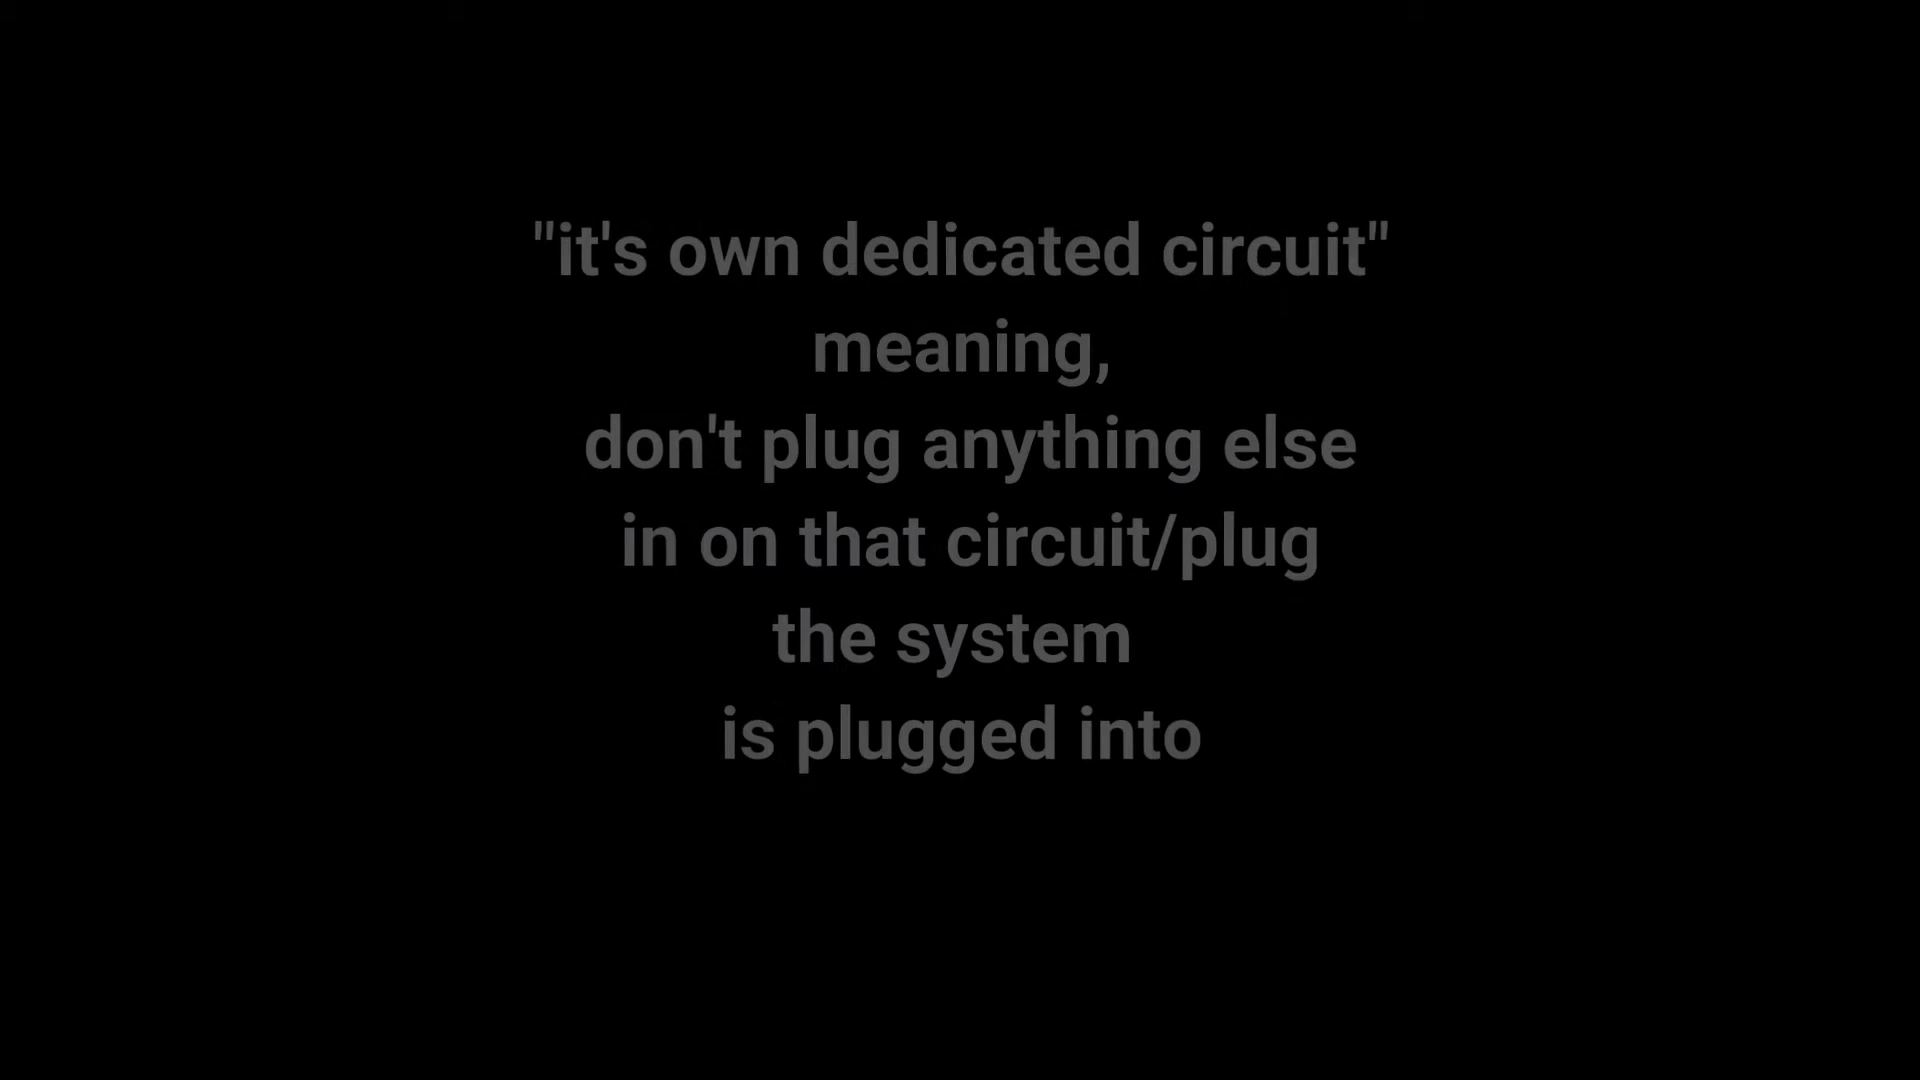 "it's own dedicated circuit"
meaning,
don't plug anything else
in on that circuit/plug
the system
is plugged into